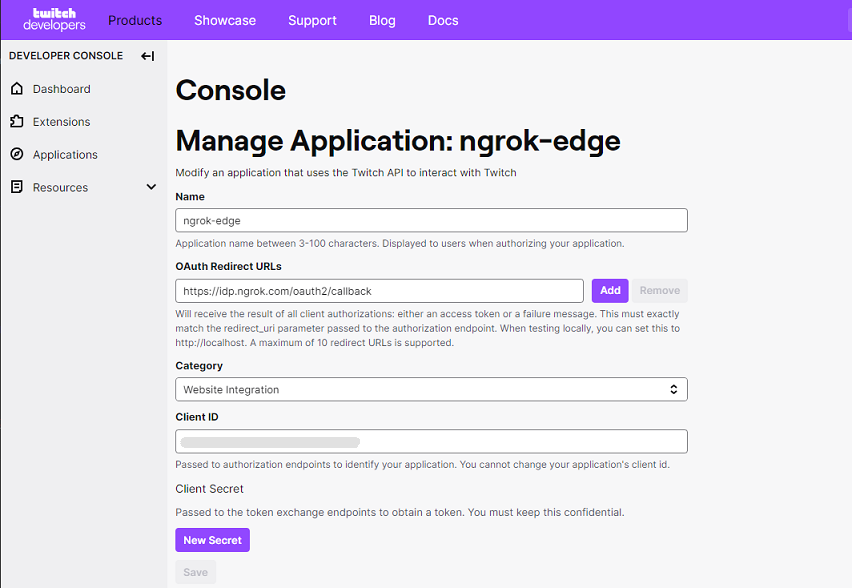 twitch
developers
Products
Showcase
Support
Blog
Docs
DEVELOPER CONSOLE
Dashboard
Extensions
Applications
Resources
Console
Manage Application: ngrok-edge
Modify an application that uses the Twitch API to interact with Twitch
Name
ngrok-edge
Application name between 3-100 characters. Displayed to users when authorizing your application.
OAuth Redirect URLs
https://idp.ngrok.com/oauth2/callback
Add
Remove
Will receive the result of all client authorizations: either an access token or a failure message. This must exactly
match the redirect_uri parameter passed to the authorization endpoint. When testing locally, you can set this to
http://localhost. A maximum of 10 redirect URLs is supported.
Category
Website Integration
Client ID
Passed to authorization endpoints to identify your application. You cannot change your application's client id.
Client Secret
Passed to the token exchange endpoints to obtain a token. You must keep this confidential.
New Secret
Save